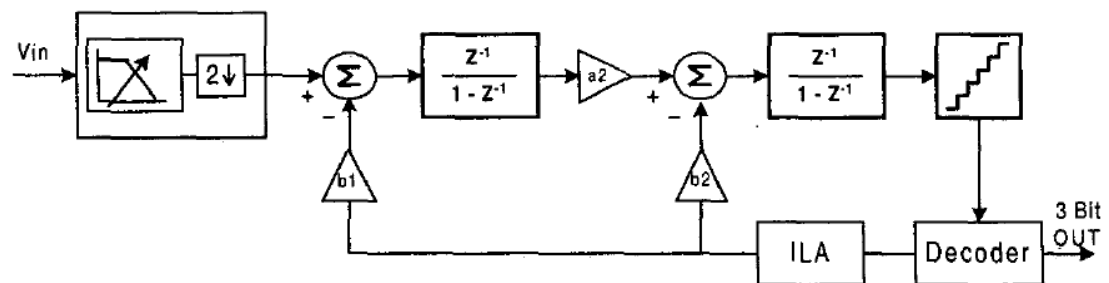 Vin
2↓
Σ
+
−
b1
Z⁻¹
1 - Z⁻¹
a2
Σ
+
−
b2
Z⁻¹
1 - Z⁻¹
ILA
Decoder
3 Bit
OUT